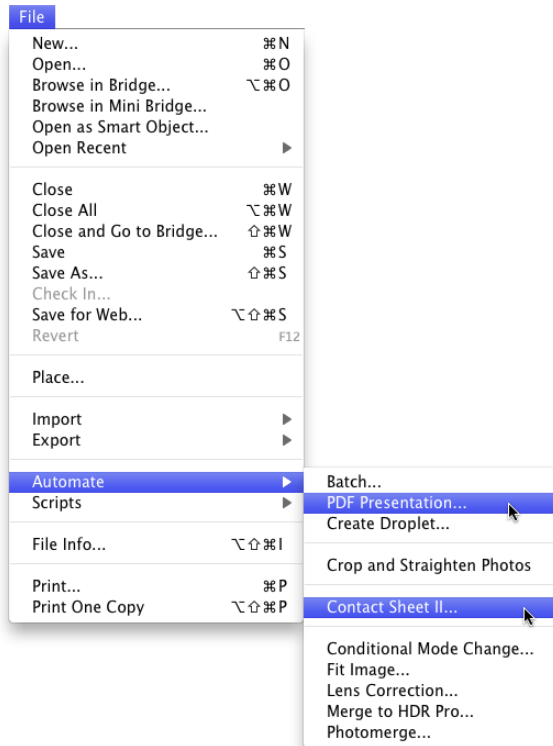 File
New... ⌘N
Open... ⌘O
Browse in Bridge... ⌥⌘O
Browse in Mini Bridge...
Open as Smart Object...
Open Recent ▶
Close ⌘W
Close All ⌥⌘W
Close and Go to Bridge... ⇧⌘W
Save ⌘S
Save As... ⇧⌘S
Check In...
Save for Web... ⌥⇧⌘S
Revert F12
Place...
Import ▶
Export ▶
Automate ▶
Scripts ▶
File Info... ⌥⇧⌘I
Print... ⌘P
Print One Copy ⌥⇧⌘P
Batch...
PDF Presentation...
Create Droplet...
Crop and Straighten Photos
Contact Sheet II...
Conditional Mode Change...
Fit Image...
Lens Correction...
Merge to HDR Pro...
Photomerge...